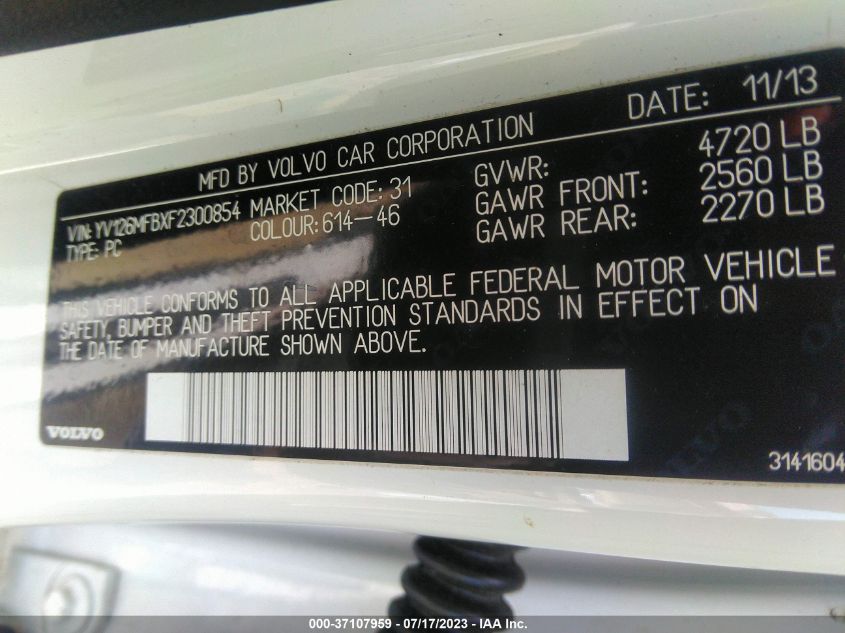 DATE: 11/13
MFD BY VOLVO CAR CORPORATION
VIN: YV126MFBXF2300854 MARKET CODE: 31 GVWR: 4720 LB
TYPE: PC COLOUR: 614-46 GAWR FRONT: 2560 LB
GAWR REAR: 2270 LB
THIS VEHICLE CONFORMS TO ALL APPLICABLE FEDERAL MOTOR VEHICLE
SAFETY, BUMPER AND THEFT PREVENTION STANDARDS IN EFFECT ON
THE DATE OF MANUFACTURE SHOWN ABOVE.
VOLVO
3141604
000-37107959 - 07/17/2023 - IAA Inc.